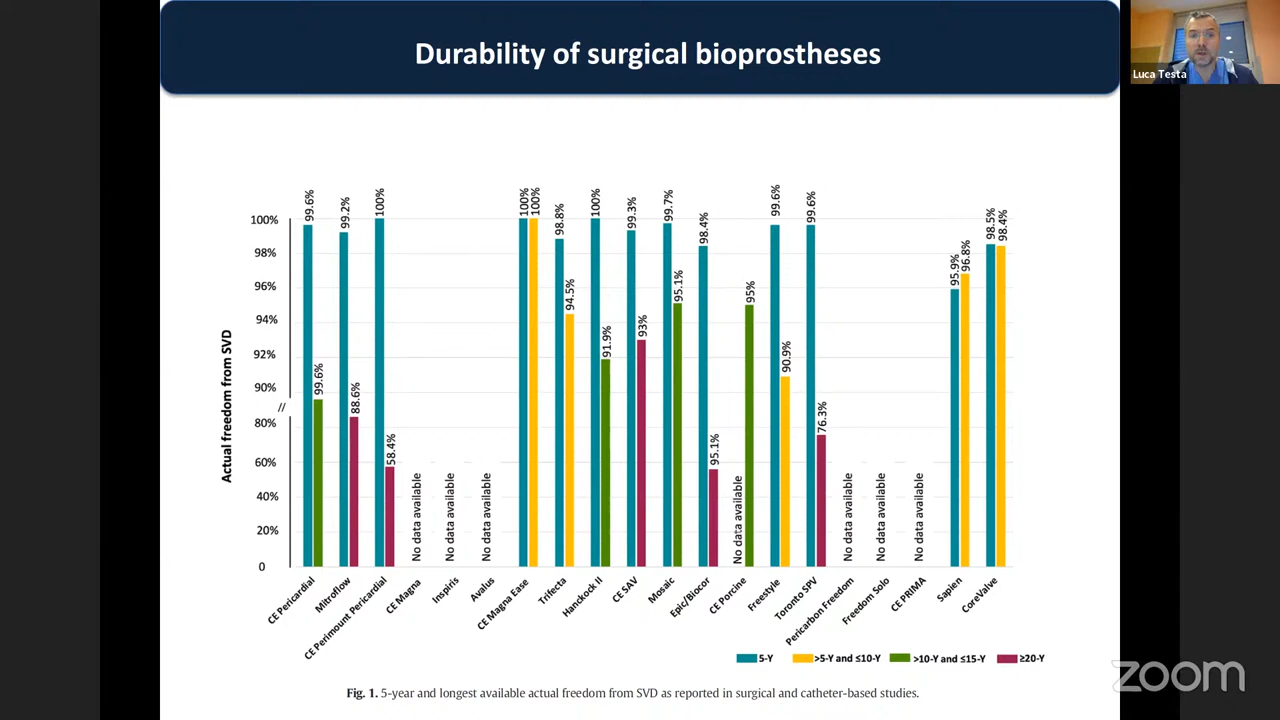 Durability of surgical bioprostheses
Luca Testa
Actual freedom from SVD
100%
98%
96%
94%
92%
90%
//
80%
60%
40%
20%
0
99.6%
99.6%
99.2%
88.6%
100%
58.4%
No data available
No data available
No data available
100%
100%
98.8%
94.5%
100%
91.9%
99.3%
93%
99.7%
95.1%
98.4%
95.1%
No data available
95%
99.6%
90.9%
99.6%
76.3%
No data available
No data available
No data available
95.9%
96.8%
98.5%
98.4%
CE Pericardial
Mitroflow
CE Perimount Pericardial
CE Magna
Inspiris
Avalus
CE Magna Ease
Trifecta
Hanckock II
CE SAV
Mosaic
Epic/Biocor
CE Porcine
Freestyle
Toronto SPV
Pericarbon Freedom
Freedom Solo
CE PRIMA
Sapien
CoreValve
5-Y
>5-Y and ≤10-Y
>10-Y and ≤15-Y
≥20-Y
Fig. 1. 5-year and longest available actual freedom from SVD as reported in surgical and catheter-based studies.
zoom